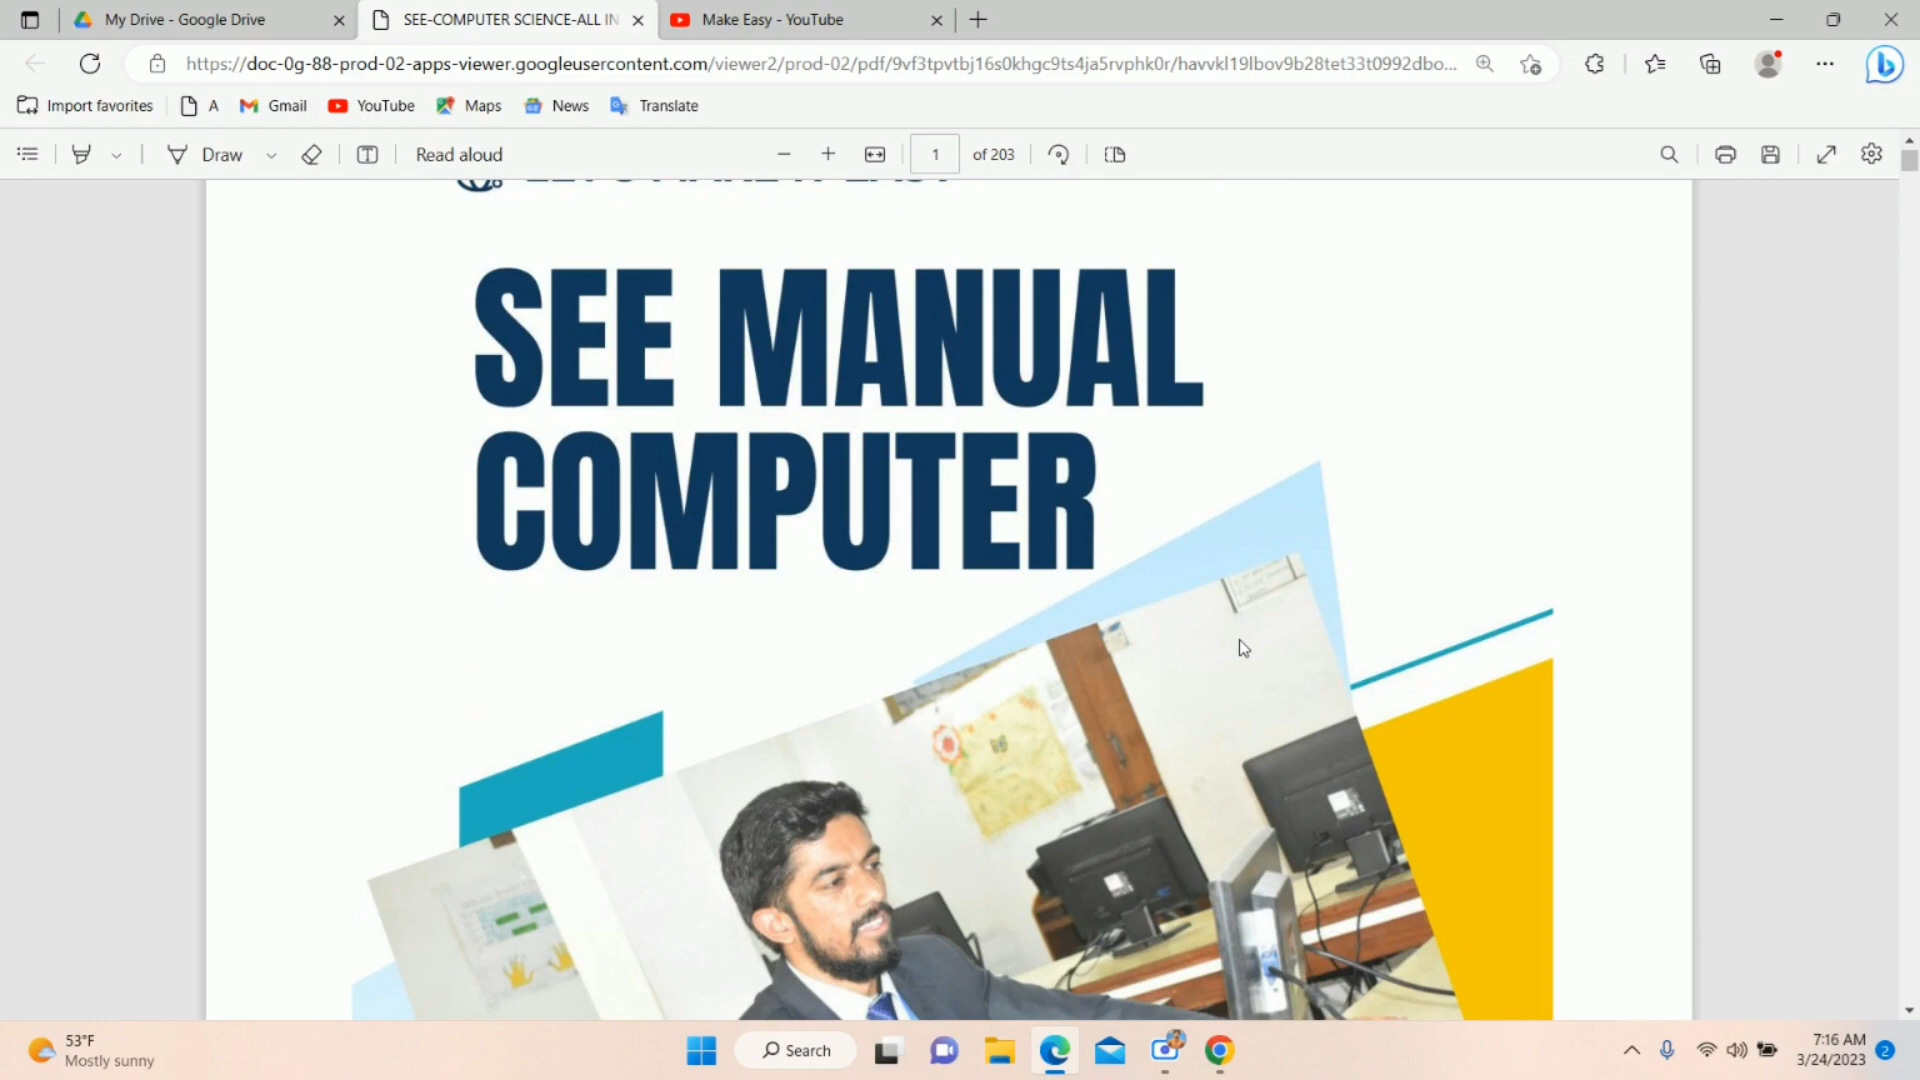 My Drive - Google Drive
SEE-COMPUTER SCIENCE-ALL IN
Make Easy - YouTube
https://doc-0g-88-prod-02-apps-viewer.googleusercontent.com/viewer2/prod-02/pdf/9vf3tpvtbj16s0khgc9ts4ja5rvphk0r/havvkl19lbov9b28tet33t0992dbo...
Import favorites
A
Gmail
YouTube
Maps
News
Translate
Draw
Read aloud
1
of 203
SEE MANUAL
COMPUTER
53°F
Mostly sunny
Search
7:16 AM
3/24/2023
2